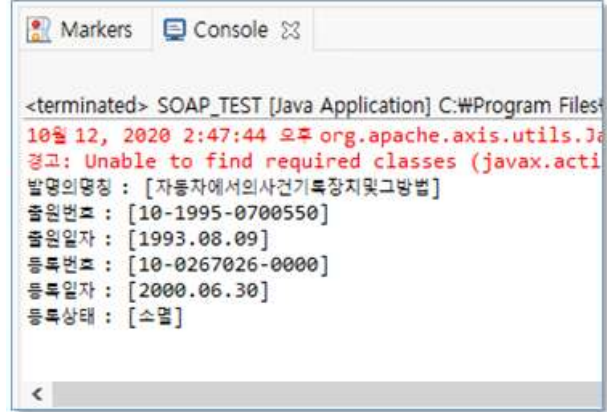 Markers Console
<terminated> SOAP_TEST [Java Application] C:₩Program Files₩
10월 12, 2020 2:47:44 오후 org.apache.axis.utils.Ja
경고: Unable to find required classes (javax.acti
발명의명칭 : [자동차에서의사건기록장치및그방법]
출원번호 : [10-1995-0700550]
출원일자 : [1993.08.09]
등록번호 : [10-0267026-0000]
등록일자 : [2000.06.30]
등록상태 : [소멸]